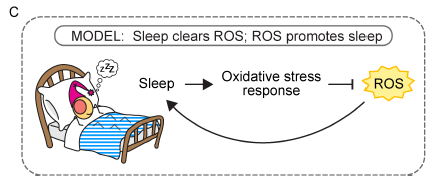 C
MODEL: Sleep clears ROS; ROS promotes sleep
zzz
Sleep
Oxidative stress
response
ROS